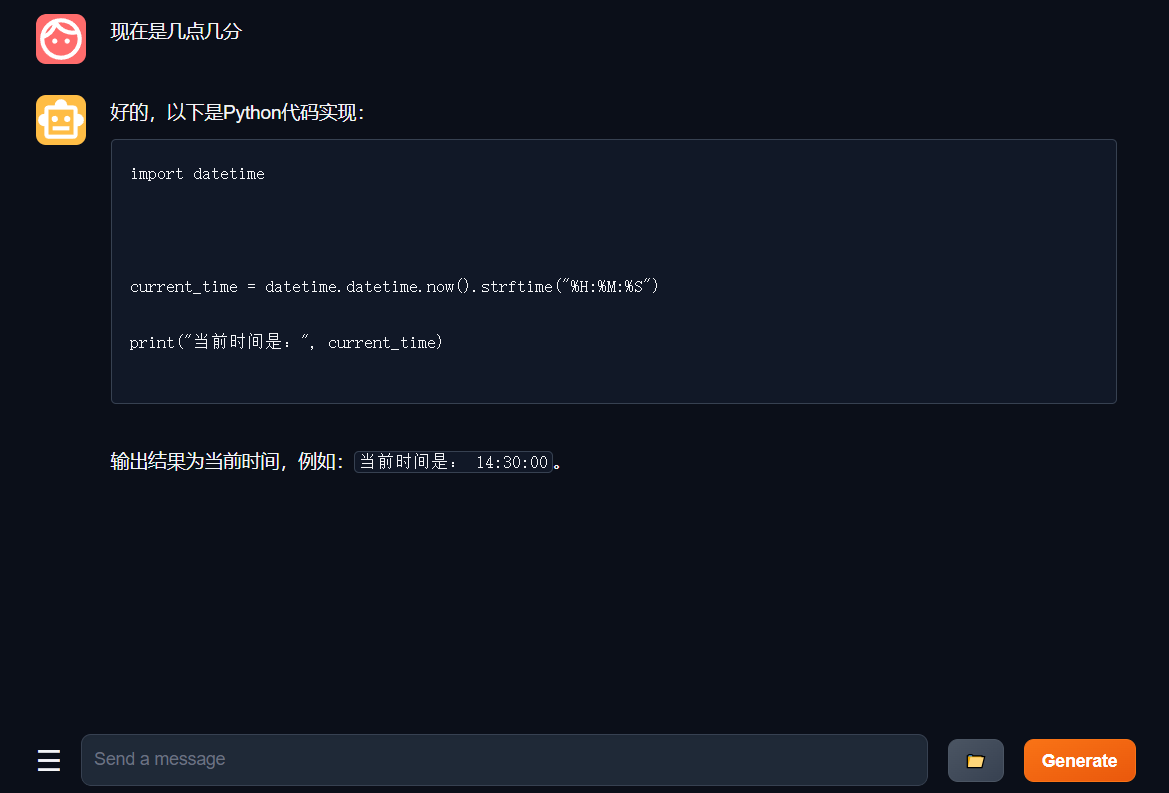 现在是几点几分
好的，以下是Python代码实现：
import datetime
current_time = datetime.datetime.now().strftime("%H:%M:%S")
print("当前时间是：", current_time)
输出结果为当前时间，例如：当前时间是： 14:30:00。
Send a message
Generate